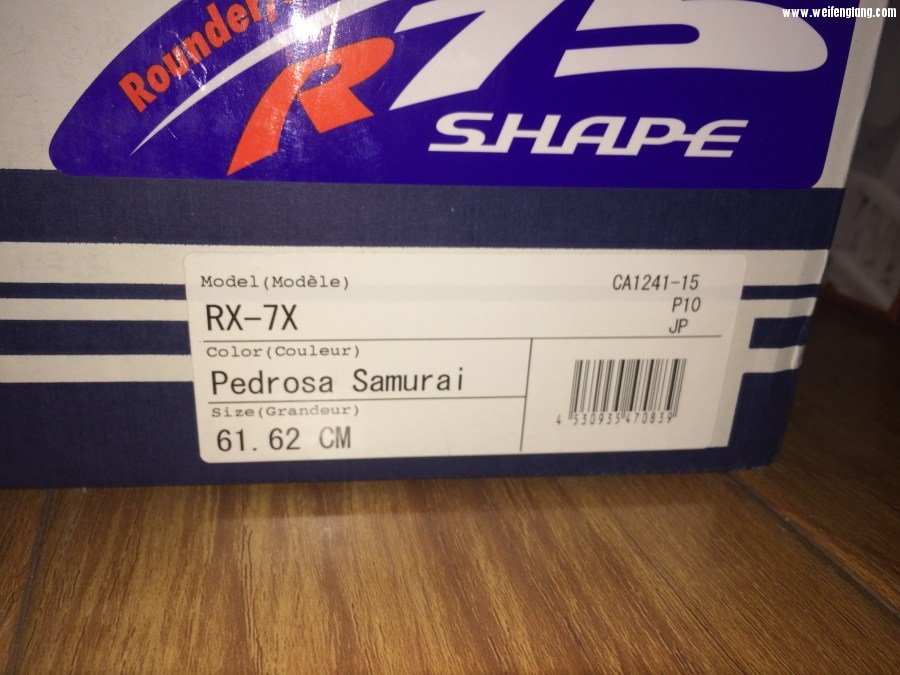 www.weifengtang.com
Rounder,
R75
SHAPE
Model(Modèle)
CA1241-15
RX-7X
P10
JP
Color(Couleur)
Pedrosa Samurai
Size(Grandeur)
61.62 CM
4 530935 470839